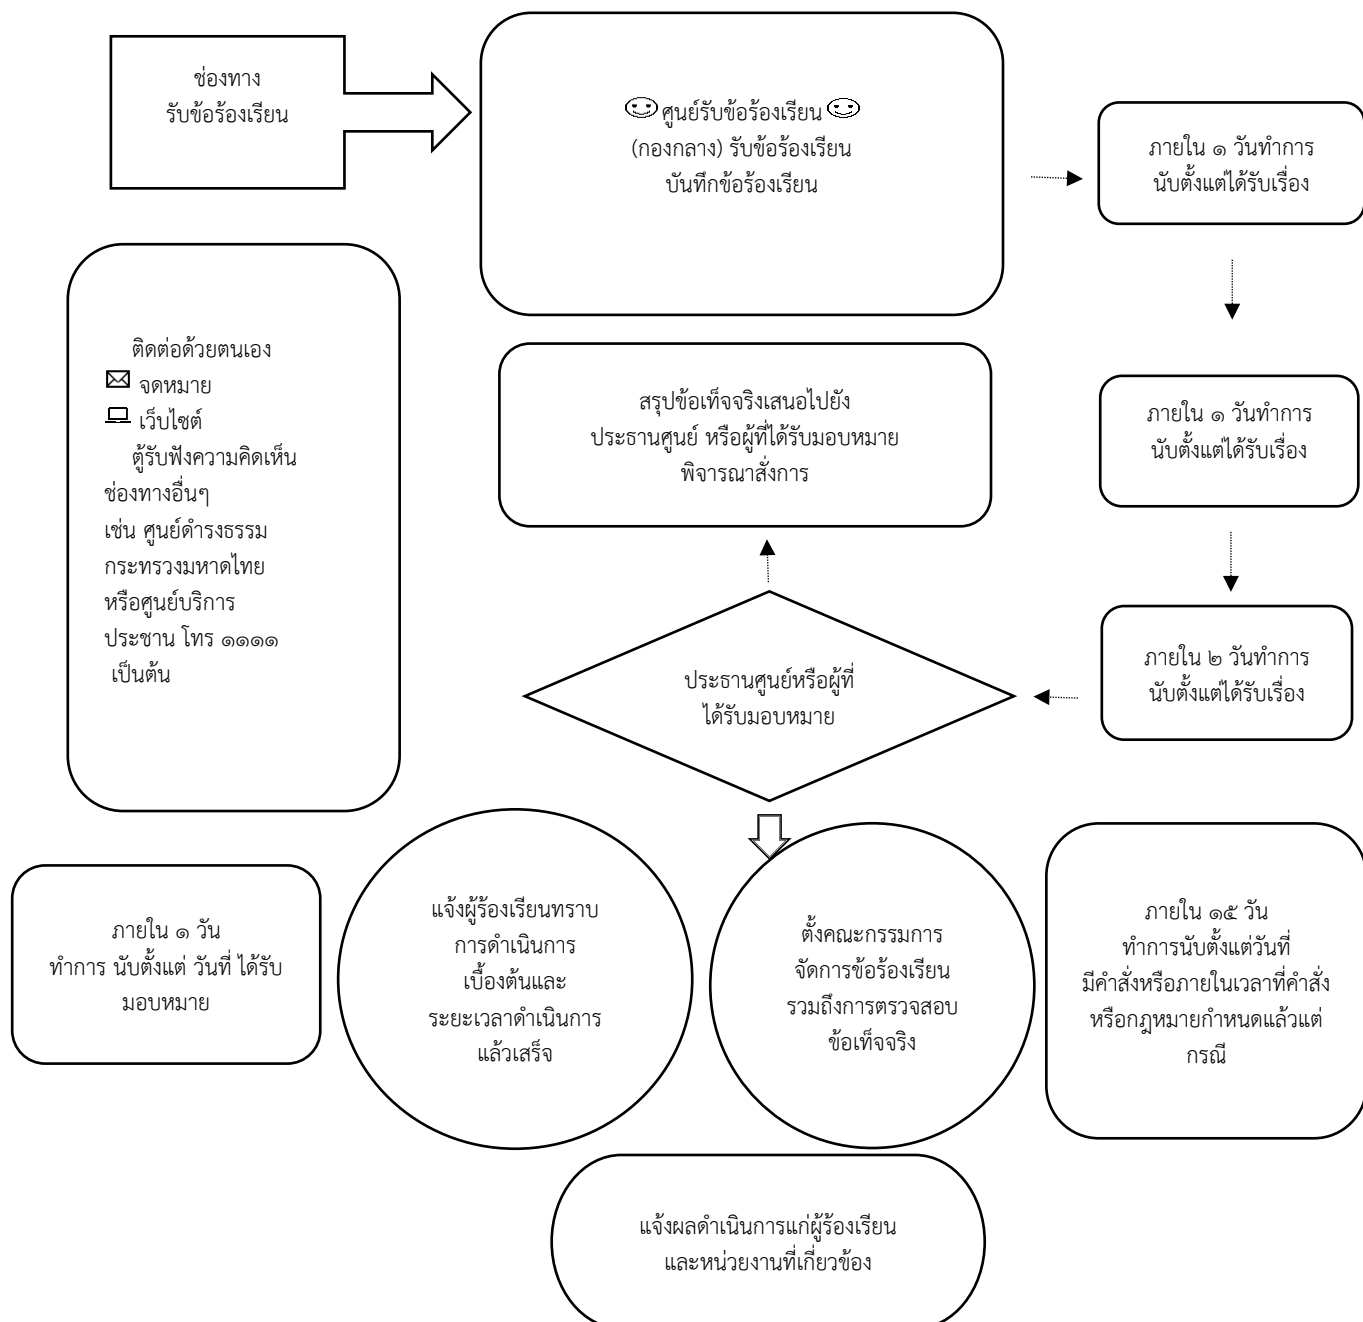 ช่องทาง
รับข้อร้องเรียน
ศูนย์รับข้อร้องเรียน
(กองกลาง) รับข้อร้องเรียน
บันทึกข้อร้องเรียน
ภายใน ๑ วันทำการ
นับตั้งแต่ได้รับเรื่อง
ติดต่อด้วยตนเอง
จดหมาย
เว็บไซต์
ตู้รับฟังความคิดเห็น
ช่องทางอื่นๆ
เช่น ศูนย์ดำรงธรรม
กระทรวงมหาดไทย
หรือศูนย์บริการ
ประชาน โทร ๑๑๑๑
เป็นต้น
สรุปข้อเท็จจริงเสนอไปยัง
ประธานศูนย์ หรือผู้ที่ได้รับมอบหมาย
พิจารณาสั่งการ
ภายใน ๑ วันทำการ
นับตั้งแต่ได้รับเรื่อง
ประธานศูนย์หรือผู้ที่
ได้รับมอบหมาย
ภายใน ๒ วันทำการ
นับตั้งแต่ได้รับเรื่อง
ภายใน ๑ วัน
ทำการ นับตั้งแต่ วันที่ ได้รับ
มอบหมาย
แจ้งผู้ร้องเรียนทราบ
การดำเนินการ
เบื้องต้นและ
ระยะเวลาดำเนินการ
แล้วเสร็จ
ตั้งคณะกรรมการ
จัดการข้อร้องเรียน
รวมถึงการตรวจสอบ
ข้อเท็จจริง
ภายใน ๑๕ วัน
ทำการนับตั้งแต่วันที่
มีคำสั่งหรือภายในเวลาที่คำสั่ง
หรือกฎหมายกำหนดแล้วแต่
กรณี
แจ้งผลดำเนินการแก่ผู้ร้องเรียน
และหน่วยงานที่เกี่ยวข้อง